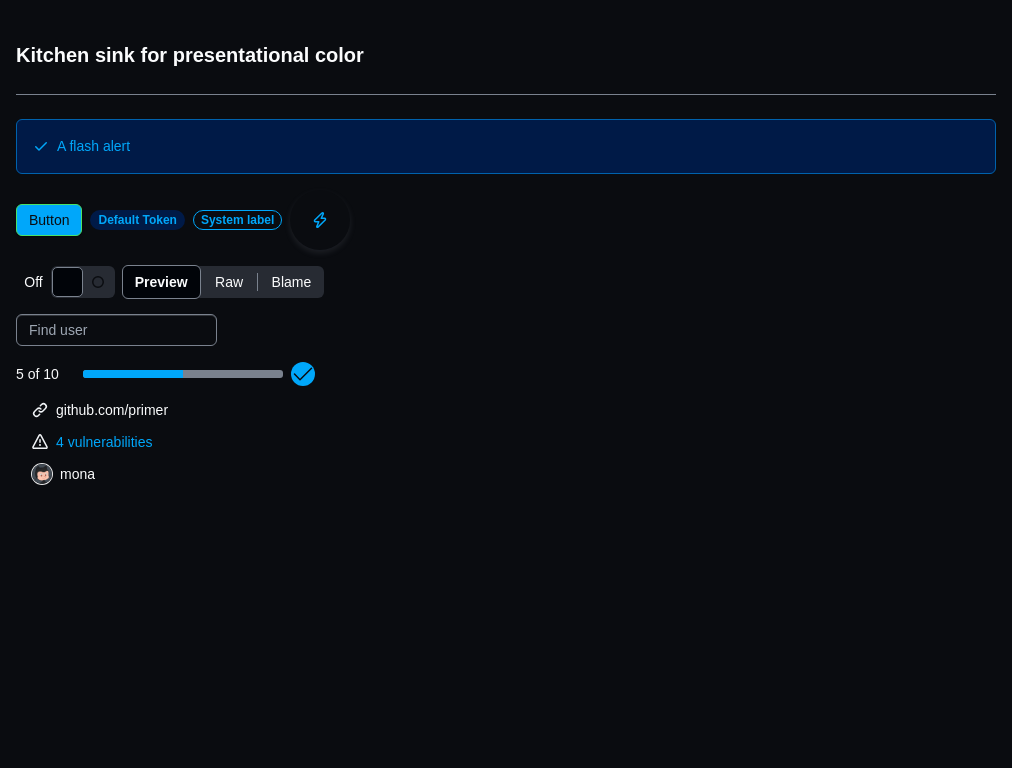 Kitchen sink for presentational color
A flash alert
Button Default Token System label
Off Preview Raw Blame
Find user
5 of 10
github.com/primer
4 vulnerabilities
mona